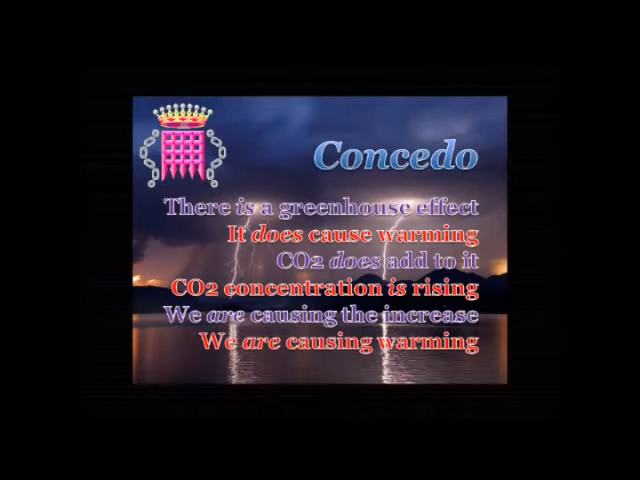 Concedo
There is a greenhouse effect
It does cause warming
CO2 does add to it
CO2 concentration is rising
We are causing the increase
We are causing warming